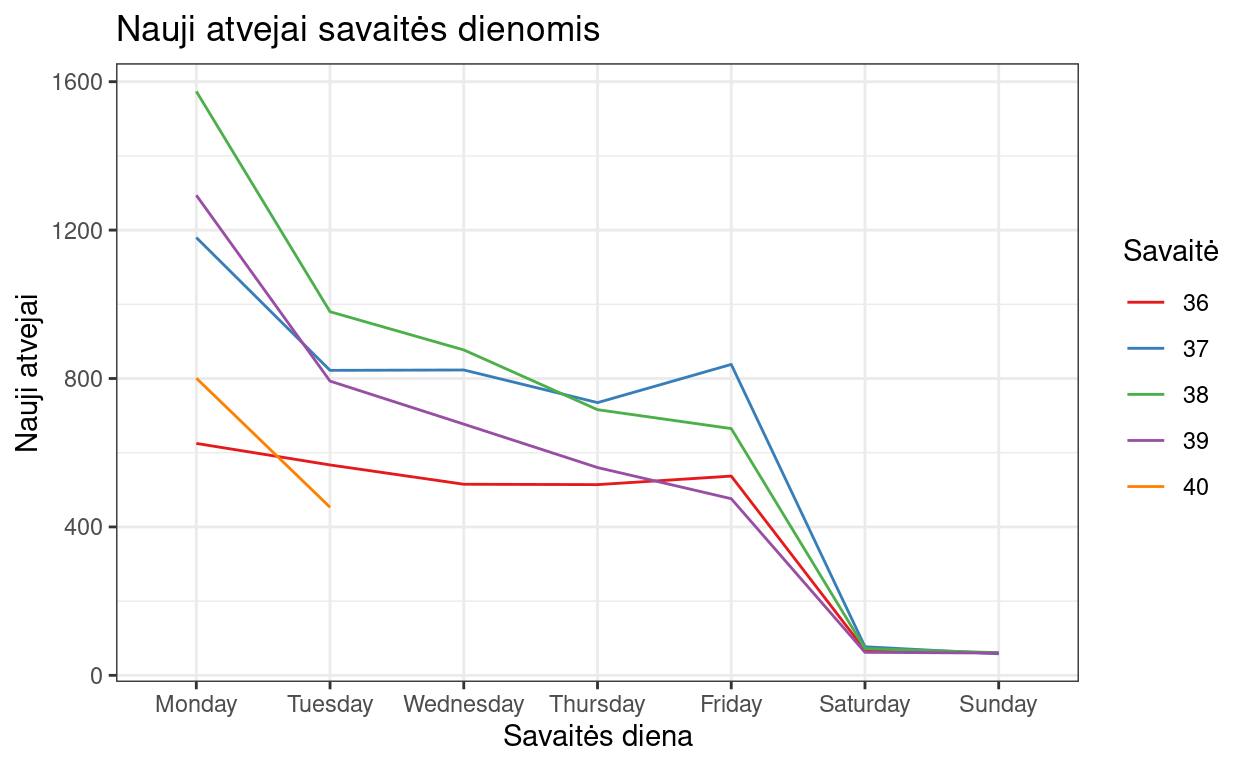 Nauji atvejai savaitės dienomis
Nauji atvejai
1600
1200
800
400
0
Monday Tuesday Wednesday Thursday Friday Saturday Sunday
Savaitės diena
Savaitė
36
37
38
39
40